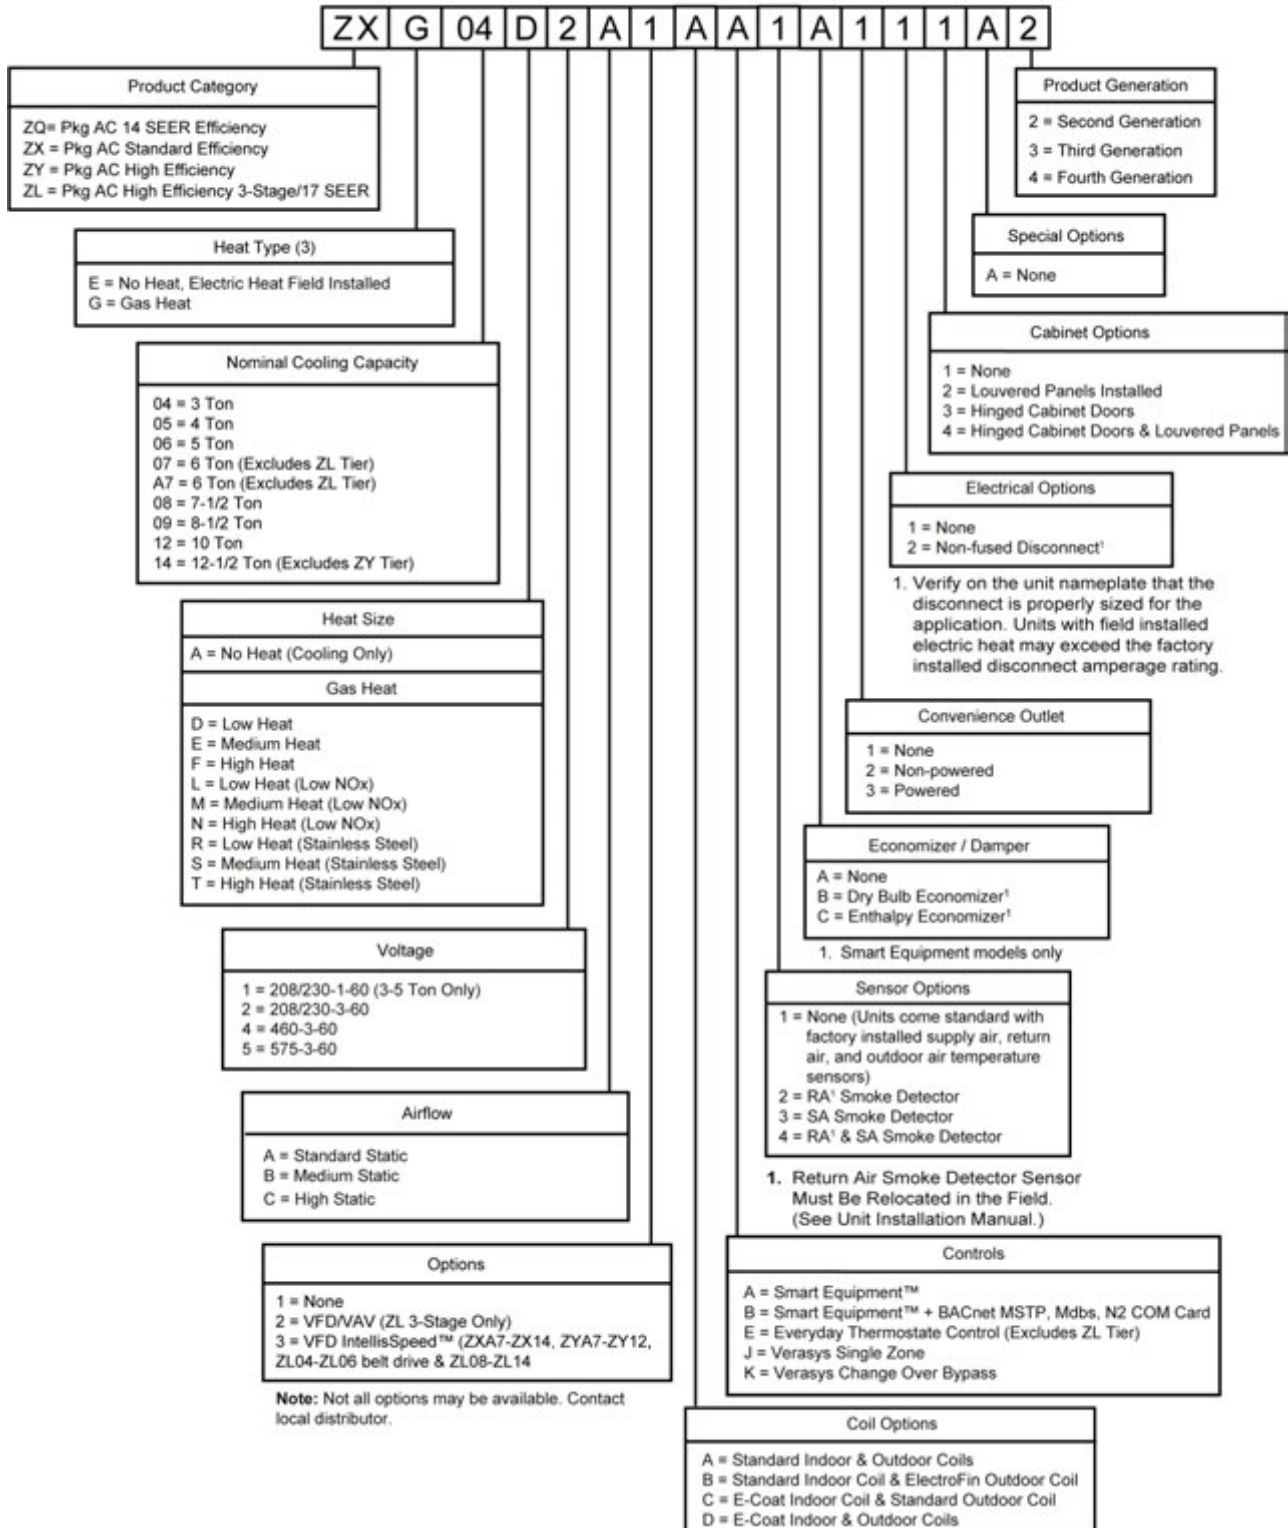 ZX G 04 D 2 A 1 A A 1 A 1 1 1 A 2
Product Category
ZQ= Pkg AC 14 SEER Efficiency
ZX = Pkg AC Standard Efficiency
ZY = Pkg AC High Efficiency
ZL = Pkg AC High Efficiency 3-Stage/17 SEER
Heat Type (3)
E = No Heat, Electric Heat Field Installed
G = Gas Heat
Nominal Cooling Capacity
04 = 3 Ton
05 = 4 Ton
06 = 5 Ton
07 = 6 Ton (Excludes ZL Tier)
A7 = 6 Ton (Excludes ZL Tier)
08 = 7-1/2 Ton
09 = 8-1/2 Ton
12 = 10 Ton
14 = 12-1/2 Ton (Excludes ZY Tier)
Heat Size
A = No Heat (Cooling Only)
Gas Heat
D = Low Heat
E = Medium Heat
F = High Heat
L = Low Heat (Low NOx)
M = Medium Heat (Low NOx)
N = High Heat (Low NOx)
R = Low Heat (Stainless Steel)
S = Medium Heat (Stainless Steel)
T = High Heat (Stainless Steel)
Voltage
1 = 208/230-1-60 (3-5 Ton Only)
2 = 208/230-3-60
4 = 460-3-60
5 = 575-3-60
Airflow
A = Standard Static
B = Medium Static
C = High Static
Options
1 = None
2 = VFD/VAV (ZL 3-Stage Only)
3 = VFD IntellisSpeed™ (ZXA7-ZX14, ZYA7-ZY12,
ZL04-ZL06 belt drive & ZL08-ZL14
Note: Not all options may be available. Contact
local distributor.
Product Generation
2 = Second Generation
3 = Third Generation
4 = Fourth Generation
Special Options
A = None
Cabinet Options
1 = None
2 = Louvered Panels Installed
3 = Hinged Cabinet Doors
4 = Hinged Cabinet Doors & Louvered Panels
Electrical Options
1 = None
2 = Non-fused Disconnect¹
1. Verify on the unit nameplate that the
disconnect is properly sized for the
application. Units with field installed
electric heat may exceed the factory
installed disconnect amperage rating.
Convenience Outlet
1 = None
2 = Non-powered
3 = Powered
Economizer / Damper
A = None
B = Dry Bulb Economizer¹
C = Enthalpy Economizer¹
1. Smart Equipment models only
Sensor Options
1 = None (Units come standard with
factory installed supply air, return
air, and outdoor air temperature
sensors)
2 = RA¹ Smoke Detector
3 = SA Smoke Detector
4 = RA¹ & SA Smoke Detector
1. Return Air Smoke Detector Sensor
Must Be Relocated in the Field.
(See Unit Installation Manual.)
Controls
A = Smart Equipment™
B = Smart Equipment™ + BACnet MSTP, Mdbs, N2 COM Card
E = Everyday Thermostate Control (Excludes ZL Tier)
J = Verasys Single Zone
K = Verasys Change Over Bypass
Coil Options
A = Standard Indoor & Outdoor Coils
B = Standard Indoor Coil & ElectroFin Outdoor Coil
C = E-Coat Indoor Coil & Standard Outdoor Coil
D = E-Coat Indoor & Outdoor Coils